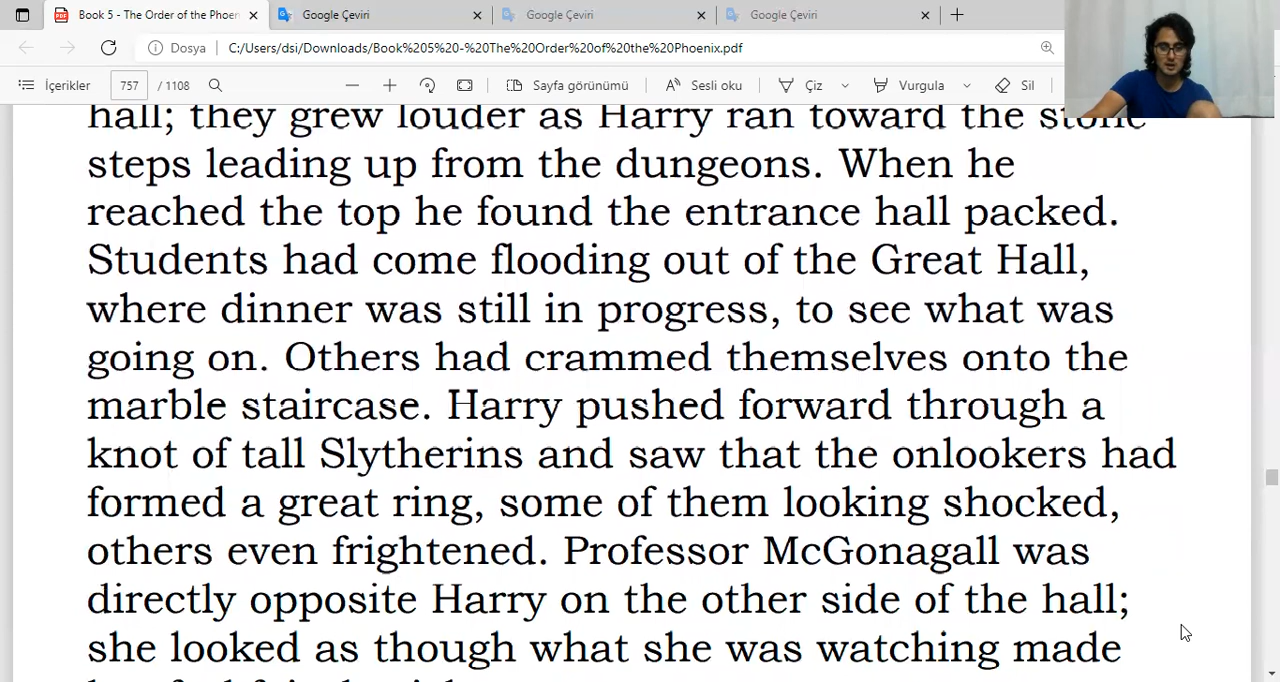 Book 5 - The Order of the Phoen
Google Çeviri
Google Çeviri
Google Çeviri
Dosya
C:/Users/dsi/Downloads/Book%205%20-%20The%20Order%20of%20the%20Phoenix.pdf
İçerikler
757
/ 1108
Sayfa görünümü
Sesli oku
Çiz
Vurgula
Sil
hall; they grew louder as Harry ran toward the stone
steps leading up from the dungeons. When he
reached the top he found the entrance hall packed.
Students had come flooding out of the Great Hall,
where dinner was still in progress, to see what was
going on. Others had crammed themselves onto the
marble staircase. Harry pushed forward through a
knot of tall Slytherins and saw that the onlookers had
formed a great ring, some of them looking shocked,
others even frightened. Professor McGonagall was
directly opposite Harry on the other side of the hall;
she looked as though what she was watching made